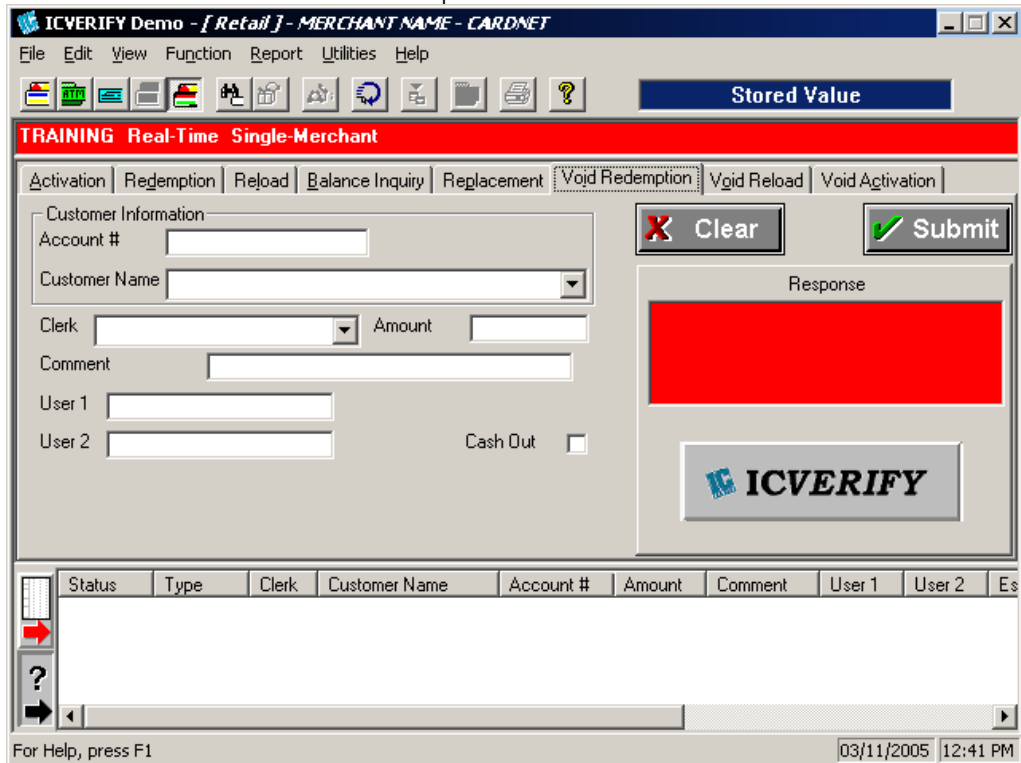 ICVERIFY Demo - [ Retail ] - MERCHANT NAME - CARDNET
File Edit View Function Report Utilities Help
ATM ?
Stored Value
TRAINING Real-Time Single-Merchant
Activation Redemption Reload Balance Inquiry Replacement Void Redemption Void Reload Void Activation
Customer Information
Account #
Customer Name
Clerk Amount
Comment
User 1
User 2 Cash Out
Clear Submit
Response
IC ICVERIFY
Status Type Clerk Customer Name Account # Amount Comment User 1 User 2 Es
?
For Help, press F1 03/11/2005 12:41 PM